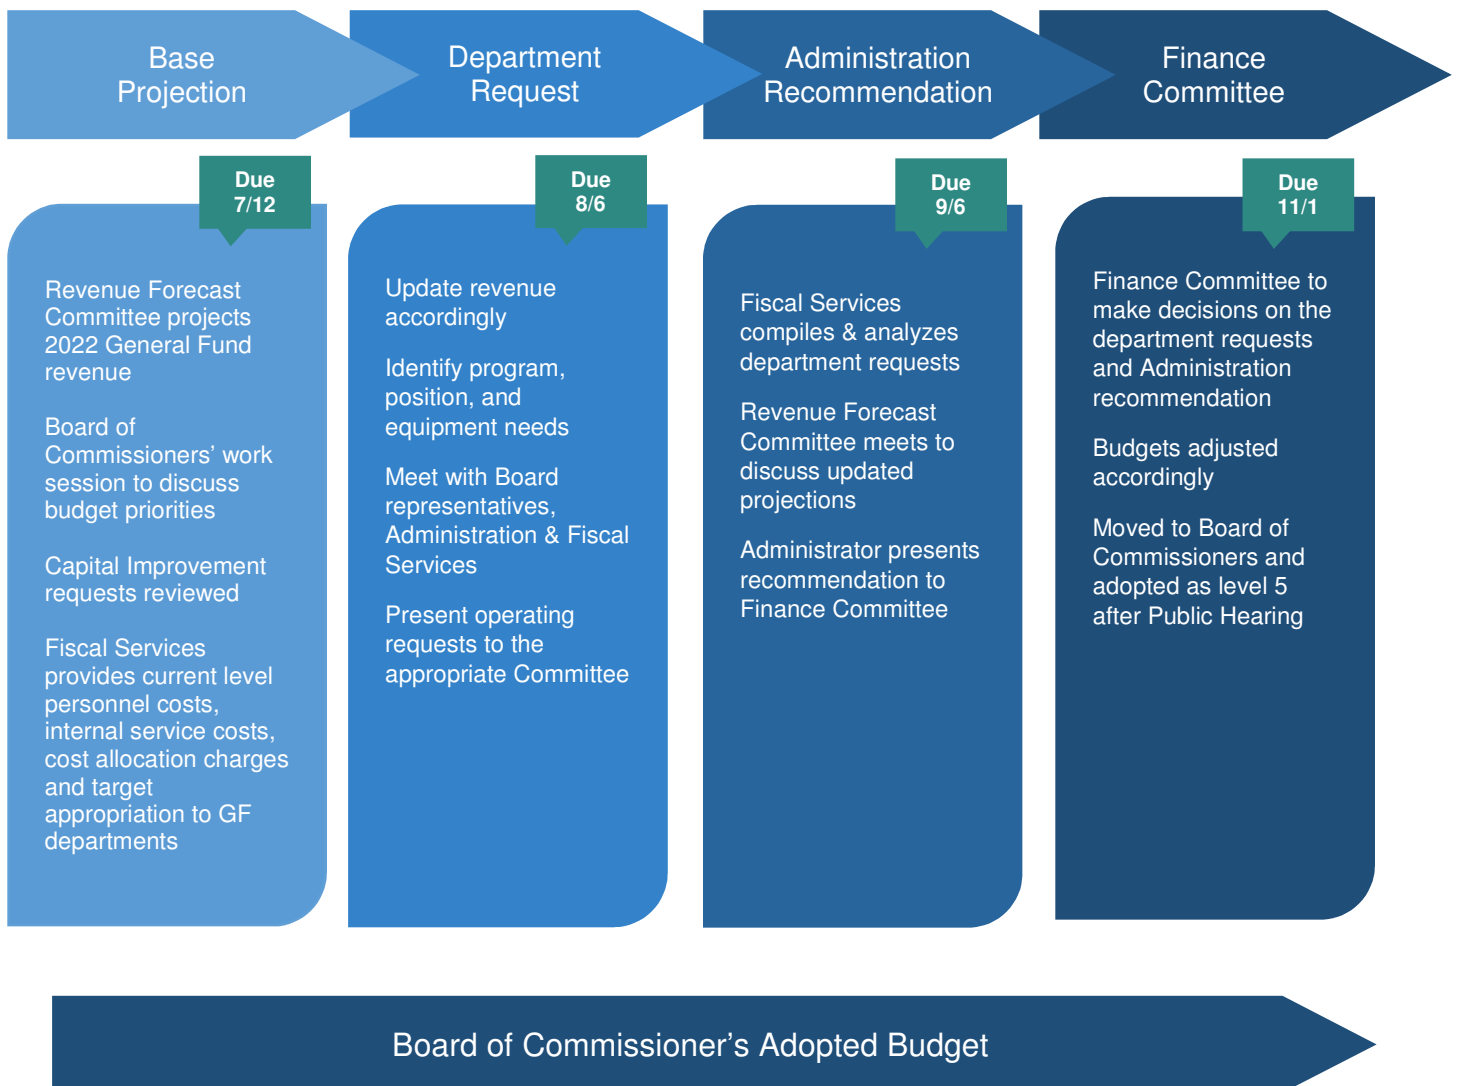 Base
Projection
Department
Request
Administration
Recommendation
Finance
Committee
Due
7/12
Revenue Forecast
Committee projects
2022 General Fund
revenue
Board of
Commissioners’ work
session to discuss
budget priorities
Capital Improvement
requests reviewed
Fiscal Services
provides current level
personnel costs,
internal service costs,
cost allocation charges
and target
appropriation to GF
departments
Due
8/6
Update revenue
accordingly
Identify program,
position, and
equipment needs
Meet with Board
representatives,
Administration & Fiscal
Services
Present operating
requests to the
appropriate Committee
Due
9/6
Fiscal Services
compiles & analyzes
department requests
Revenue Forecast
Committee meets to
discuss updated
projections
Administrator presents
recommendation to
Finance Committee
Due
11/1
Finance Committee to
make decisions on the
department requests
and Administration
recommendation
Budgets adjusted
accordingly
Moved to Board of
Commissioners and
adopted as level 5
after Public Hearing
Board of Commissioner’s Adopted Budget